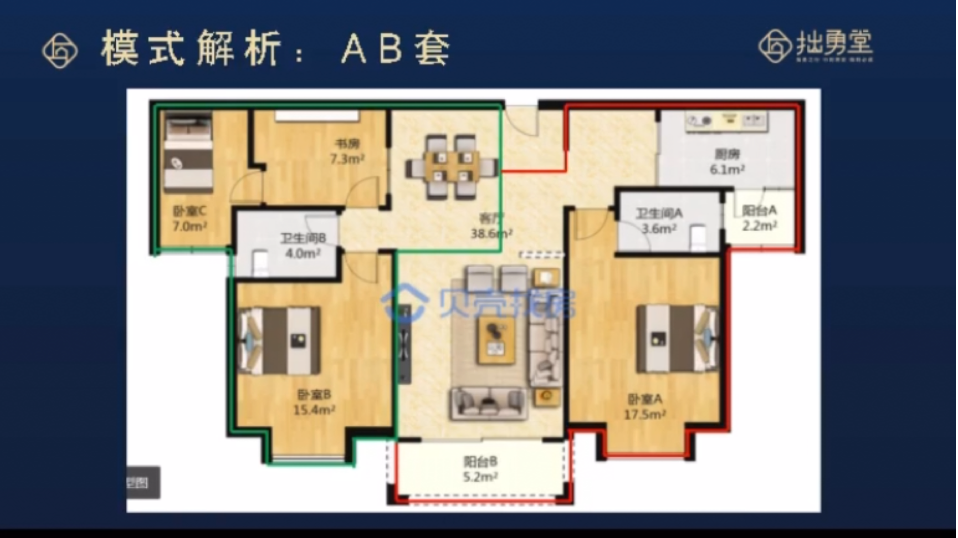 模式解析：AB套
拙勇堂
书房
7.3m²
厨房
6.1m²
卧室C
7.0m²
卫生间B
4.0m²
客厅
38.6m²
卫生间A
3.6m²
阳台A
2.2m²
贝壳找房
卧室B
15.4m²
卧室A
17.5m²
阳台B
5.2m²
型图